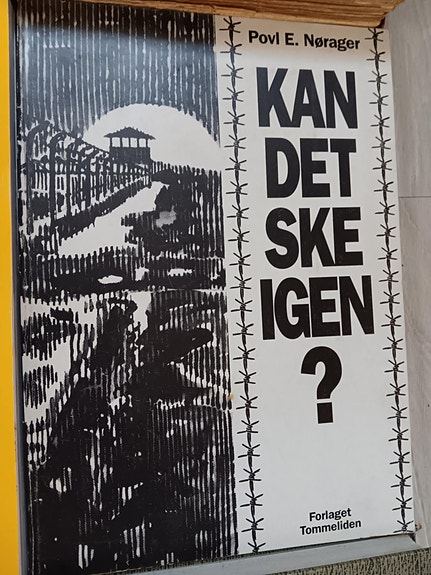 Povl E. Nørager
KAN
DET
SKE
IGEN
?
Forlaget
Tommeliden